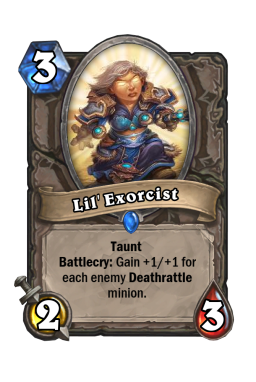 3
Lil' Exorcist
Taunt
Battlecry: Gain +1/+1 for
each enemy Deathrattle
minion.
2
3